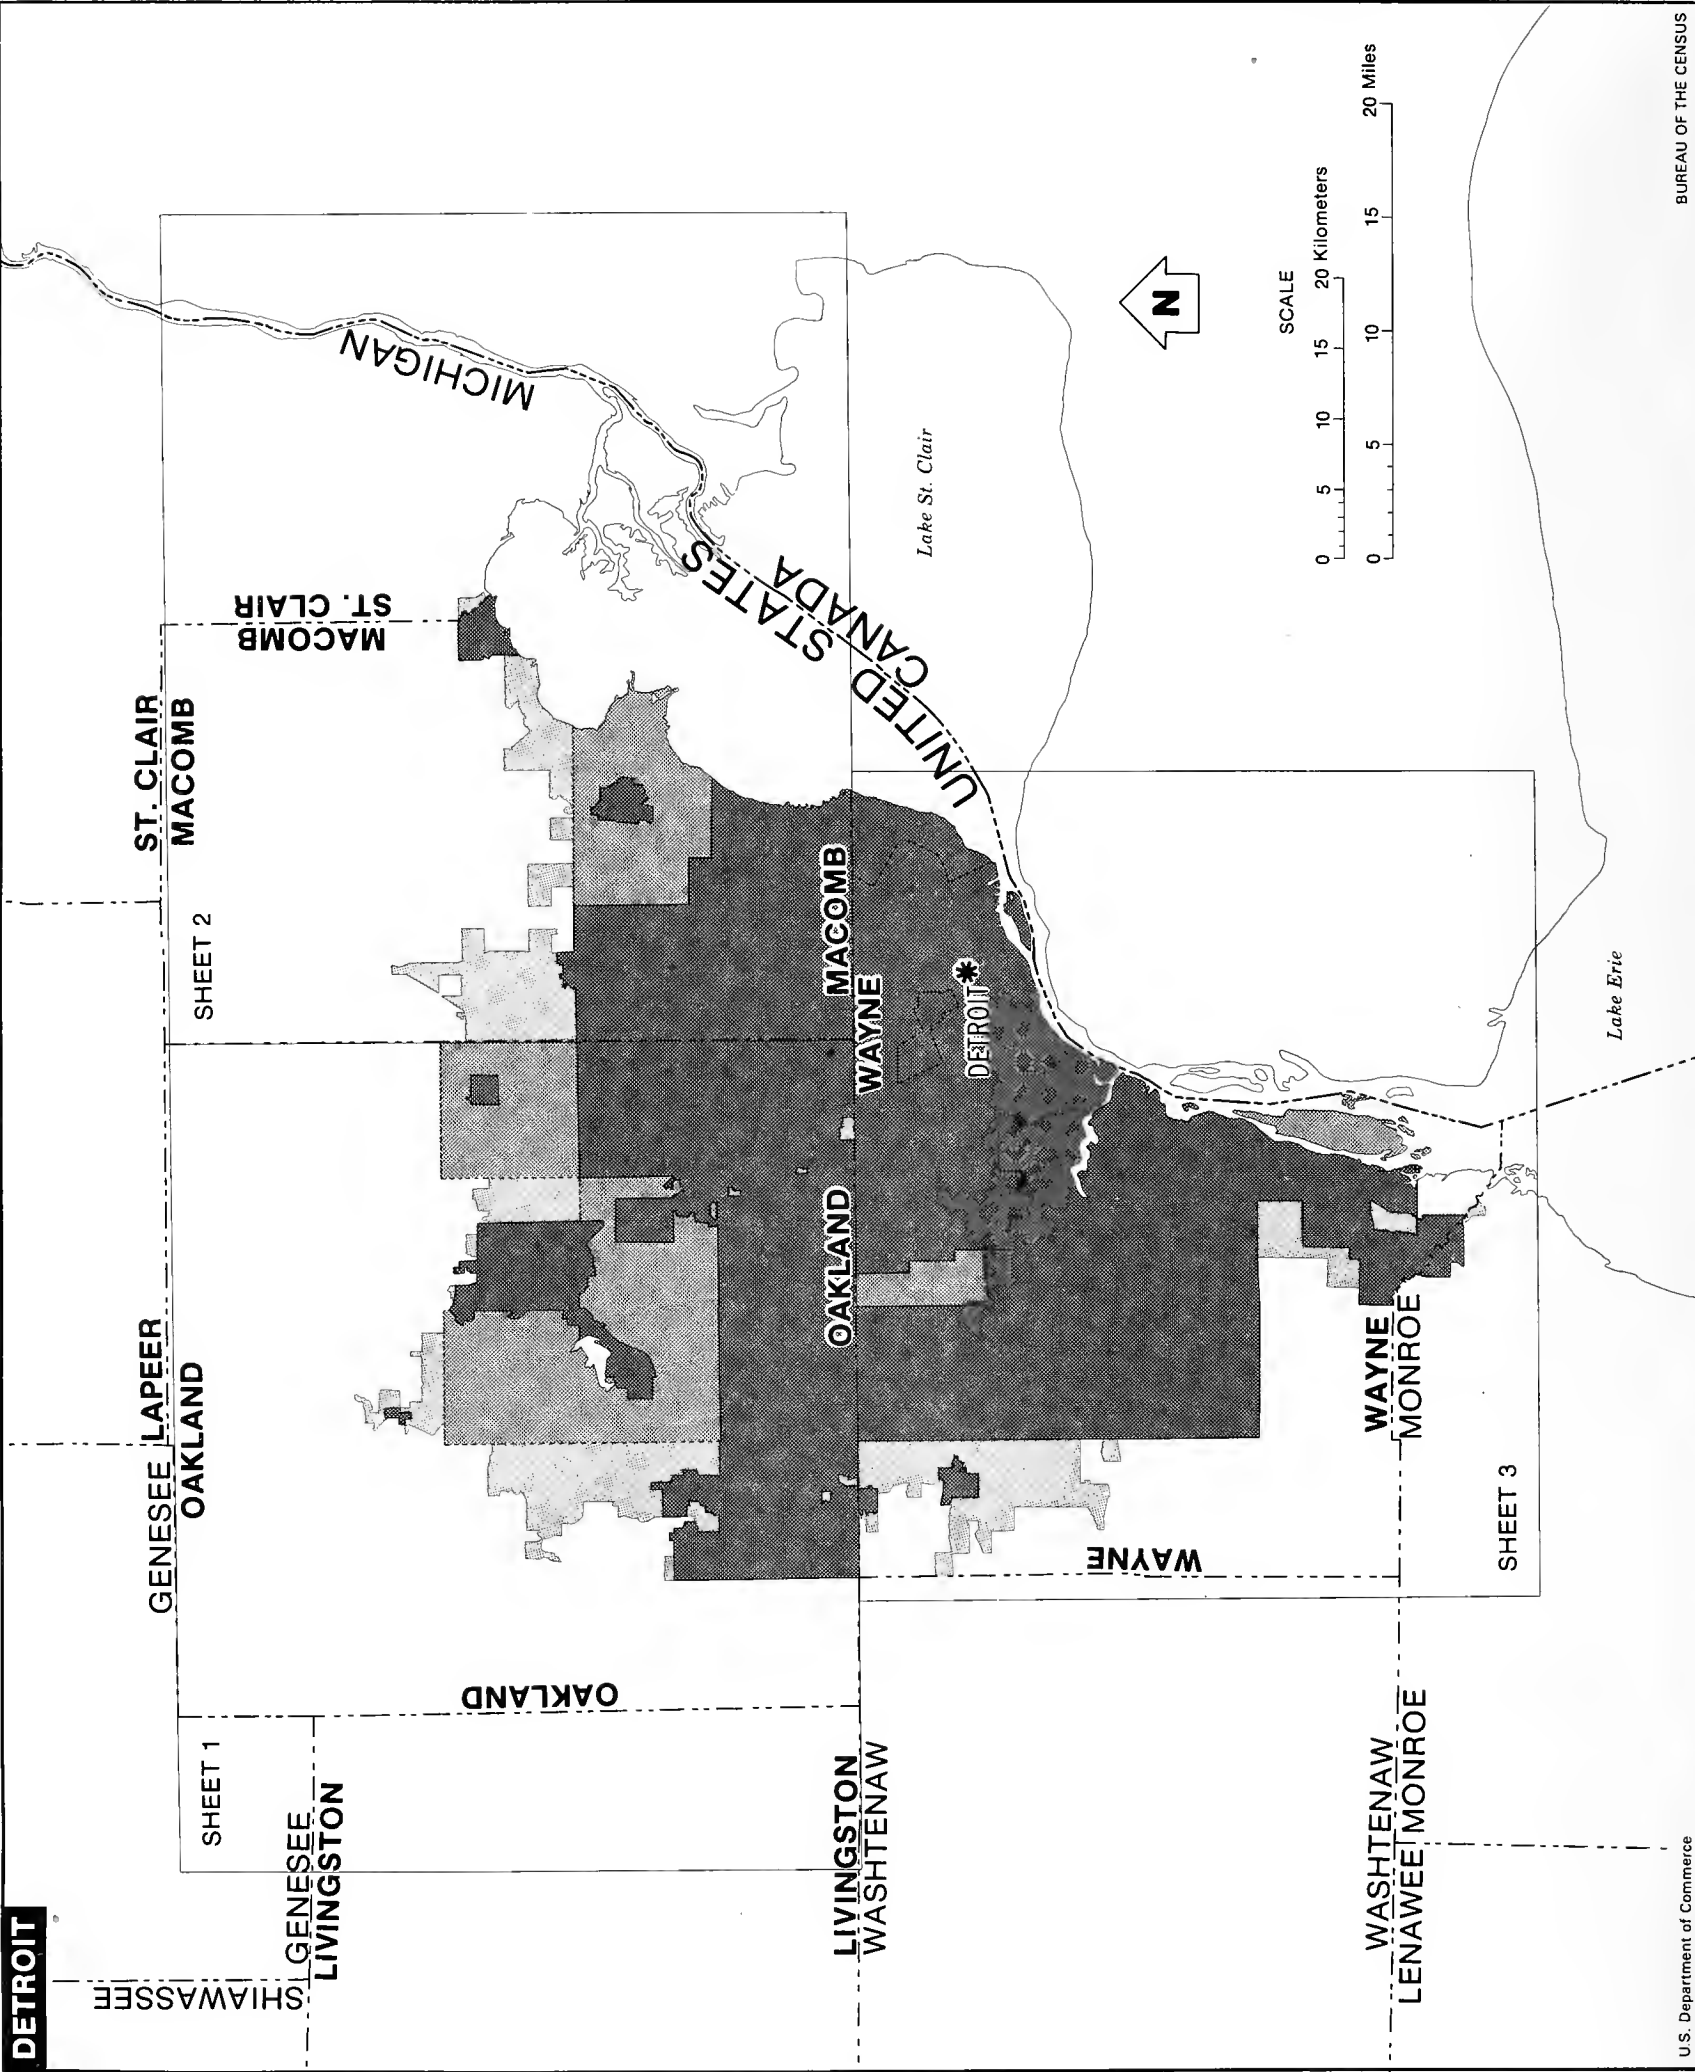 DETROIT
SHIAWASSEE
GENESEE
LIVINGSTON
SHEET 1
GENESEE
LAPEER
OAKLAND
ST. CLAIR
MACOMB
SHEET 2
OAKLAND
MACOMB
ST. CLAIR
MICHIGAN
UNITED STATES
CANADA
Lake St. Clair
LIVINGSTON
WASHTENAW
OAKLAND
MACOMB
WAYNE
DETROIT
WAYNE
N
SCALE
0 5 10 15 20 Kilometers
0 5 10 15 20 Miles
WASHTENAW
LENAWEE
MONROE
WAYNE
MONROE
SHEET 3
Lake Erie
U.S. Department of Commerce
BUREAU OF THE CENSUS